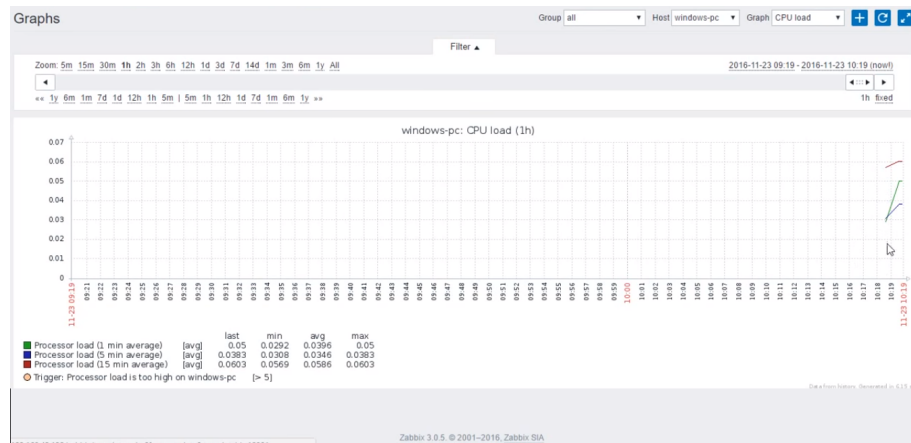 Graphs
Group all Host windows-pc Graph CPU load
Filter
Zoom: 5m 15m 30m 1h 2h 3h 6h 12h 1d 3d 7d 14d 1m 3m 6m 1y All
2016-11-23 09:19 - 2016-11-23 10:19 (now!)
«« 1y 6m 1m 7d 1d 12h 1h 5m | 5m 1h 12h 1d 7d 1m 6m 1y »»
1h fixed
windows-pc: CPU load (1h)
0.07
0.06
0.05
0.04
0.03
0.02
0.01
0
11-23 09:19 09:21 09:22 09:23 09:24 09:25 09:26 09:27 09:28 09:29 09:30 09:31 09:32 09:33 09:34 09:35 09:36 09:37 09:38 09:39 09:40 09:41 09:42 09:43 09:44 09:45 09:46 09:47 09:48 09:49 09:50 09:51 09:52 09:53 09:54 09:55 09:56 09:57 09:58 09:59 10:00 10:01 10:02 10:03 10:04 10:05 10:06 10:07 10:08 10:09 10:10 10:11 10:12 10:13 10:14 10:15 10:16 10:17 10:18 10:19 11-23 10:19
last min avg max
Processor load (1 min average) [avg] 0.05 0.0292 0.0396 0.05
Processor load (5 min average) [avg] 0.0383 0.0308 0.0346 0.0383
Processor load (15 min average) [avg] 0.0603 0.0569 0.0586 0.0603
Trigger: Processor load is too high on windows-pc [> 5]
Data from history. Generated in
Zabbix 3.0.5. © 2001–2016, Zabbix SIA